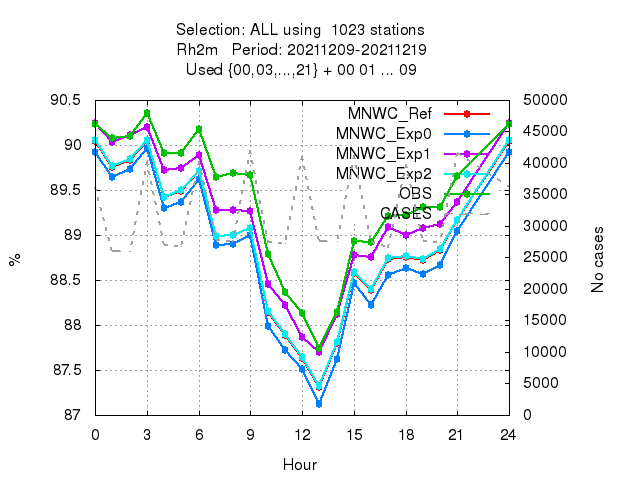 Selection: ALL using 1023 stations
Rh2m Period: 20211209-20211219
Used {00,03,...,21} + 00 01 ... 09
90.5
90
89.5
89
88.5
88
87.5
87
%
50000
45000
40000
35000
30000
25000
20000
15000
10000
5000
0
No cases
MNWC_Ref
MNWC_Exp0
MNWC_Exp1
MNWC_Exp2
OBS
CASES
0 3 6 9 12 15 18 21 24
Hour